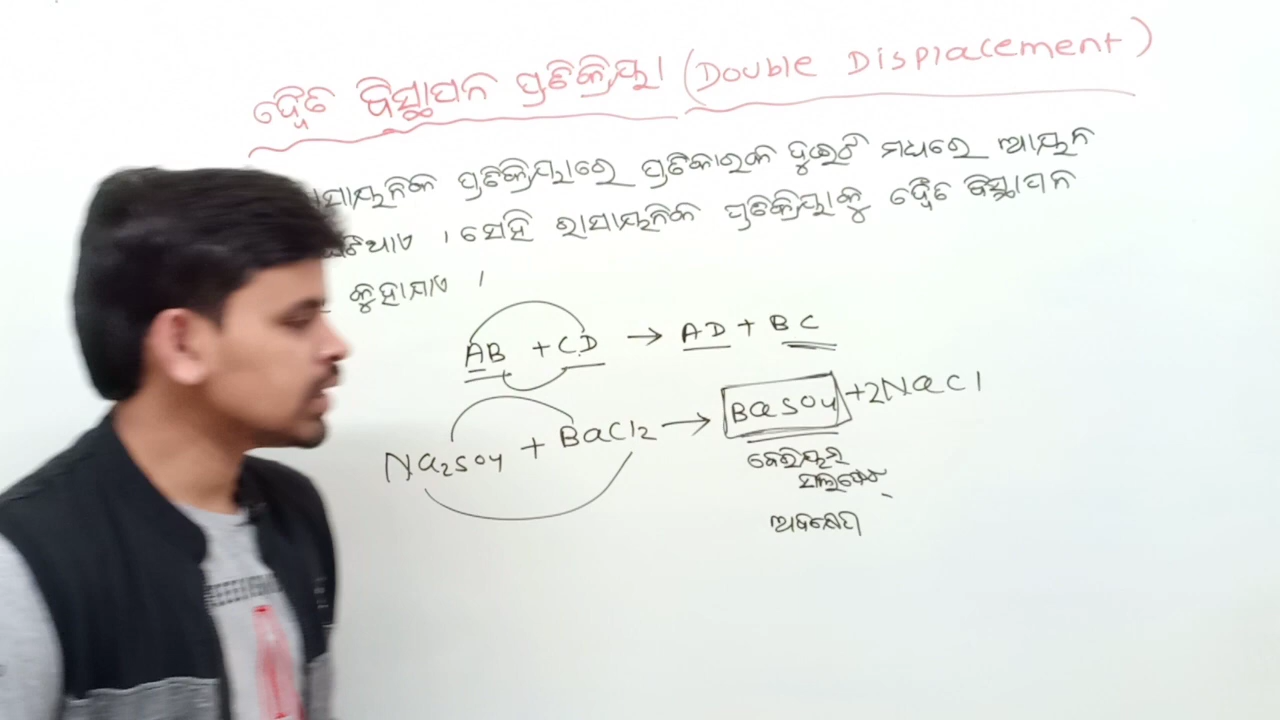 ଦ୍ୱୈତ ବିସ୍ଥାପନ ପ୍ରତିକ୍ରିୟା (Double Displacement)
ପ୍ରତିକ୍ରିୟାରେ ପ୍ରତିକାରକ ଦୁଇଟି ମଧ୍ୟରେ ଆୟନ
। ସେହି ରାସାୟନିକ ପ୍ରତିକ୍ରିୟାକୁ ଦ୍ୱୈତ ବିସ୍ଥାପନ
କୁହାଯାଏ ।
AB + CD → AD + BC
Na₂SO₄ + BaCl₂ → BaSO₄ + 2NaCl
ବେରିୟମ
ସଲଫେଟ
ଅବକ୍ଷେପ